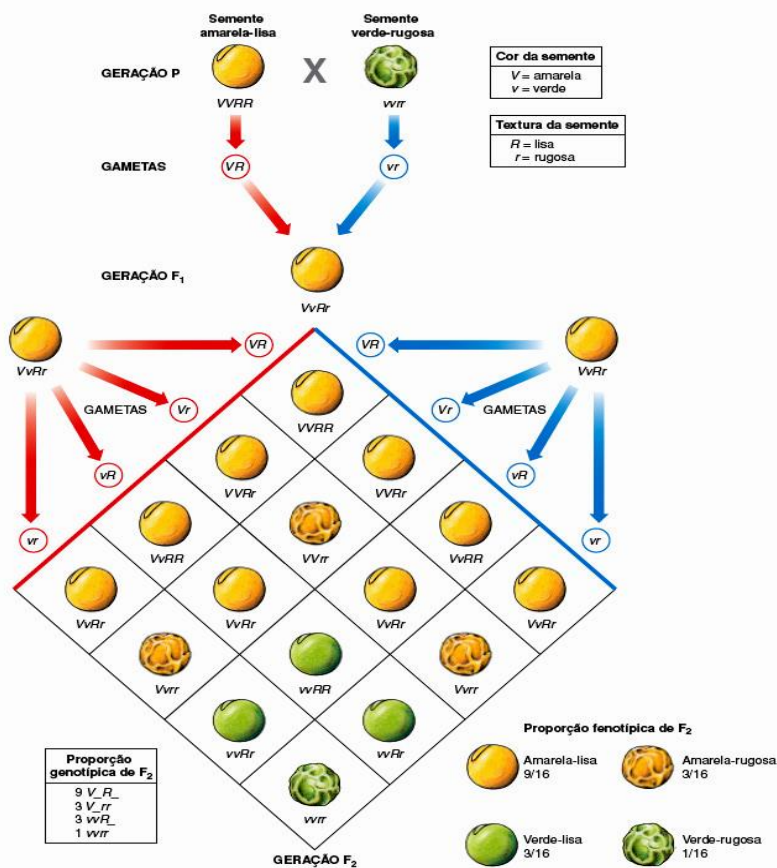 Semente
amarela-lisa
Semente
verde-rugosa
GERAÇÃO P
X
VVRR
vvrr
Cor da semente
V = amarela
v = verde
Textura da semente
R = lisa
r = rugosa
GAMETAS
VR
vr
GERAÇÃO F₁
VvRr
VvRr
VR
VR
VvRr
GAMETAS
Vr
Vr
GAMETAS
VVRR
vR
vR
VVRr
VVRr
vr
vr
VvRR
VVrr
VvRR
VvRr
VvRr
VvRr
VvRr
Vvrr
vvRR
Vvrr
vvRr
vvRr
vvrr
GERAÇÃO F₂
Proporção
genotípica de F₂
9 V_R_
3 V_rr
3 vvR_
1 vvrr
Proporção fenotípica de F₂
Amarela-lisa
9/16
Amarela-rugosa
3/16
Verde-lisa
3/16
Verde-rugosa
1/16